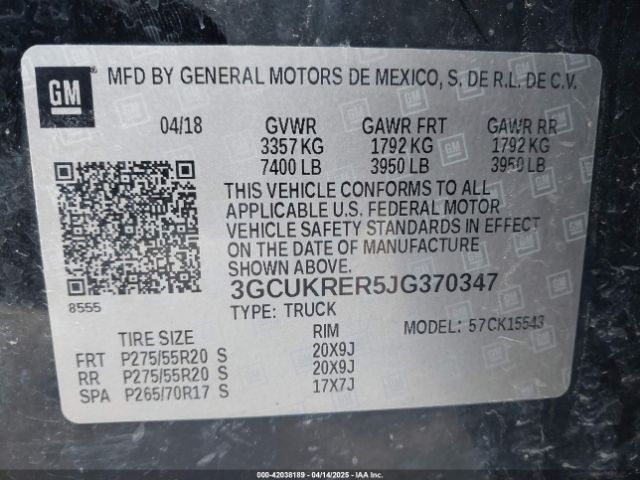 GM
MFD BY GENERAL MOTORS DE MEXICO, S. DE R.L. DE C.V.
04/18 GVWR GAWR FRT GAWR RR
3357 KG 1792 KG 1792 KG
7400 LB 3950 LB 3950 LB
THIS VEHICLE CONFORMS TO ALL
APPLICABLE U.S. FEDERAL MOTOR
VEHICLE SAFETY STANDARDS IN EFFECT
ON THE DATE OF MANUFACTURE
SHOWN ABOVE.
8555 3GCUKRER5JG370347
TYPE: TRUCK MODEL: 57CK15543
TIRE SIZE RIM
FRT P275/55R20 S 20X9J
RR P275/55R20 S 20X9J
SPA P265/70R17 S 17X7J
000-42038189 - 04/14/2025 - IAAI.com